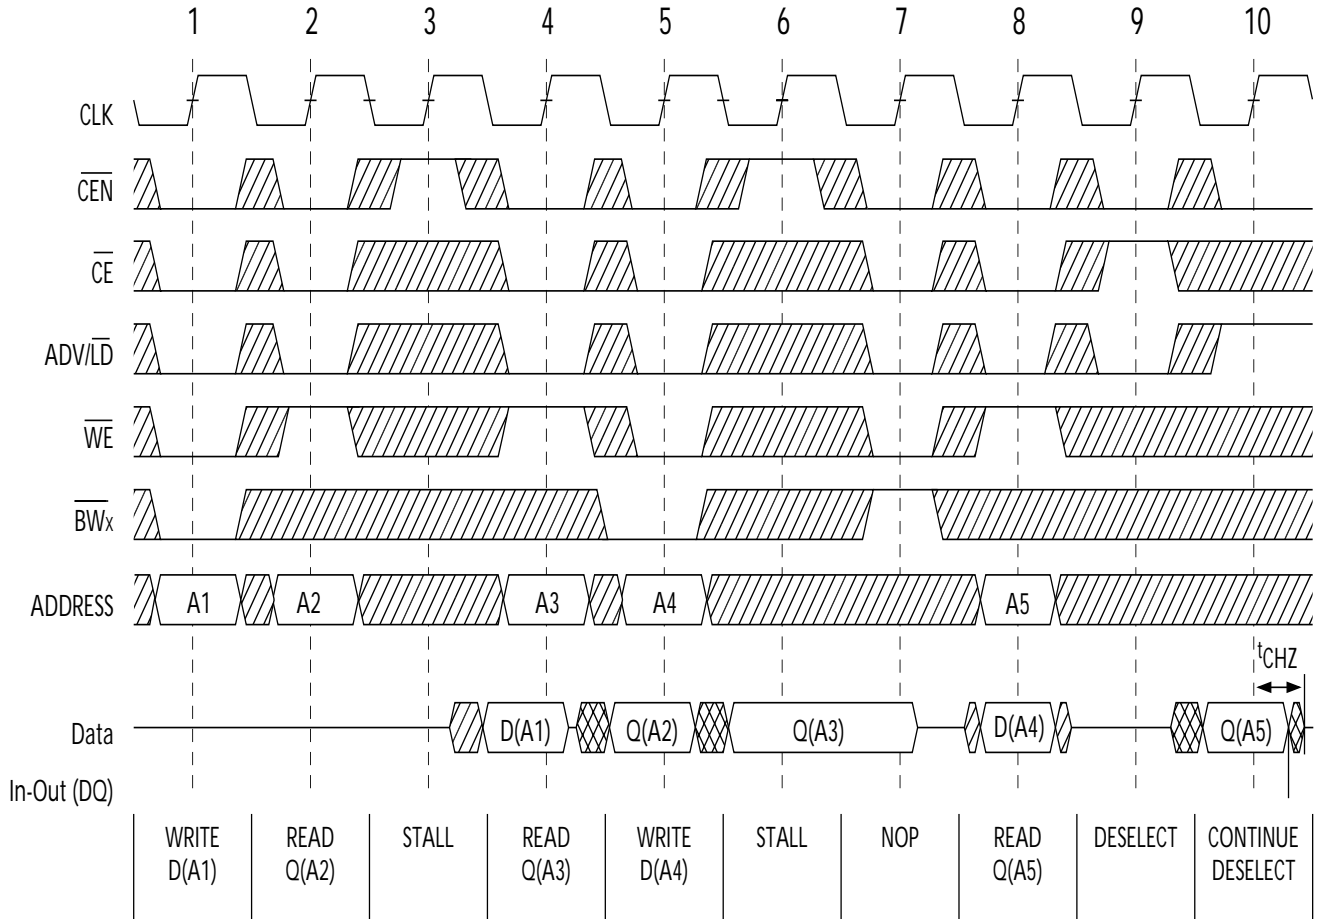 1 2 3 4 5 6 7 8 9 10
CLK
CEN
CE
ADV/LD
WE
BWx
ADDRESS A1 A2 A3 A4 A5
tCHZ
Data D(A1) Q(A2) Q(A3) D(A4) Q(A5)
In-Out (DQ)
WRITE READ STALL READ WRITE STALL NOP READ DESELECT CONTINUE
D(A1) Q(A2) Q(A3) D(A4) Q(A5) DESELECT